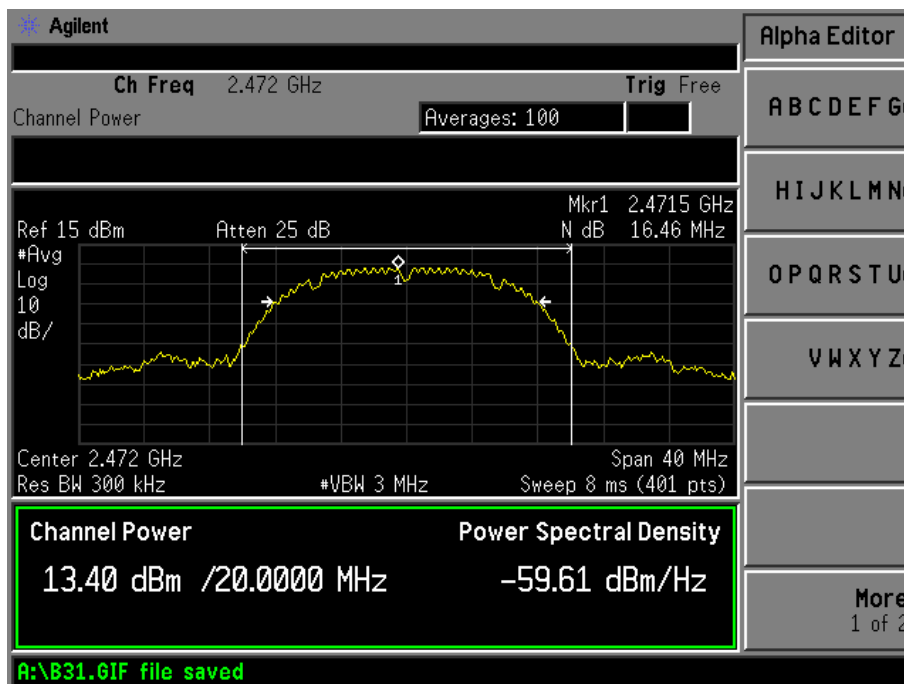 Agilent
Alpha Editor
Ch Freq 2.472 GHz Trig Free
Channel Power Averages: 100
A B C D E F G
H I J K L M N
O P Q R S T U
V W X Y Z
More
1 of 2
Mkr1 2.4715 GHz
Ref 15 dBm Atten 25 dB N dB 16.46 MHz
#Avg
Log
10
dB/
1
Center 2.472 GHz Span 40 MHz
Res BW 300 kHz #VBW 3 MHz Sweep 8 ms (401 pts)
Channel Power Power Spectral Density
13.40 dBm /20.0000 MHz -59.61 dBm/Hz
A:\B31.GIF file saved